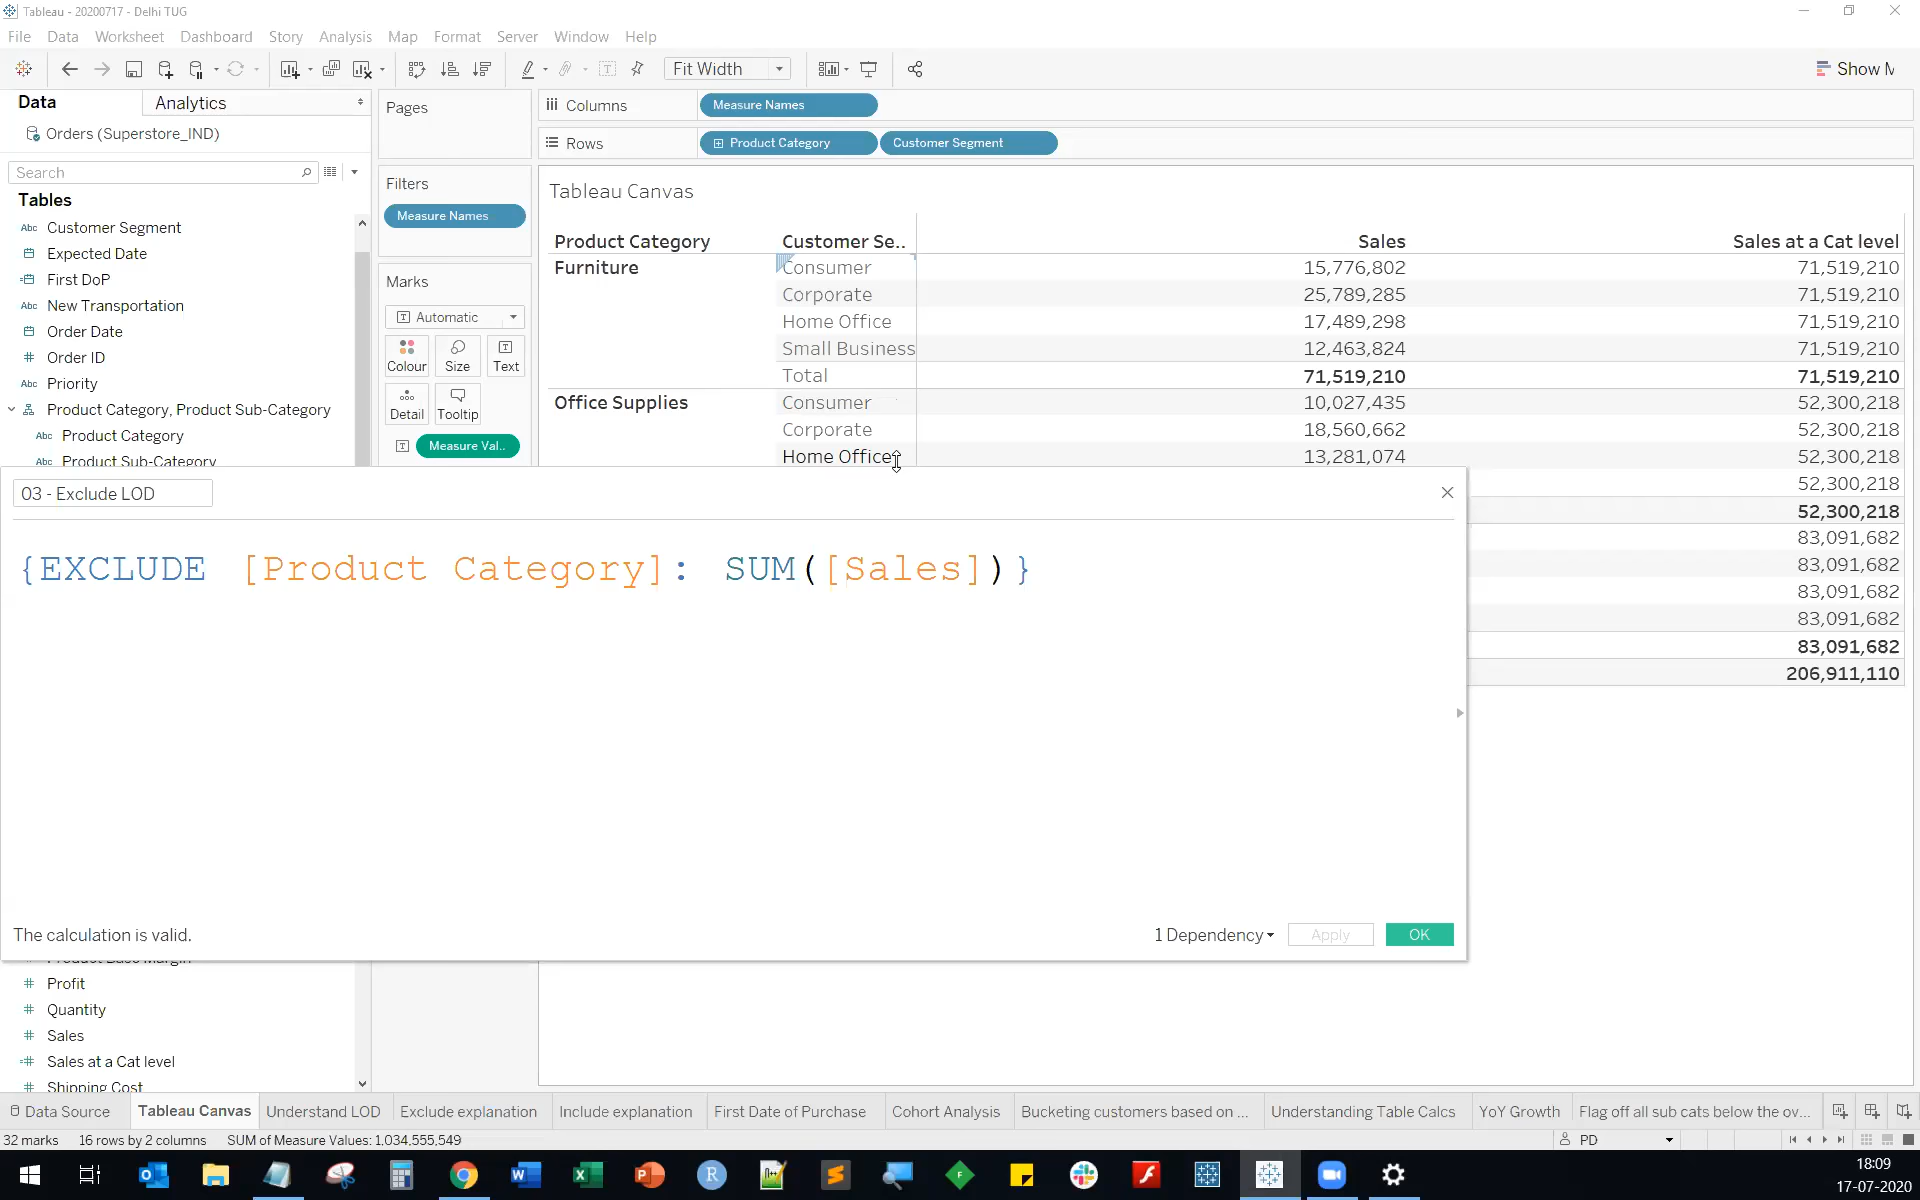 Tableau - 20200717 - Delhi TUG
File Data Worksheet Dashboard Story Analysis Map Format Server Window Help
Fit Width
Show M
Data Analytics
Orders (Superstore_IND)
Search
Tables
Abc Customer Segment
Expected Date
First DoP
Abc New Transportation
Order Date
# Order ID
Abc Priority
Product Category, Product Sub-Category
Abc Product Category
Abc Product Sub-Category
Pages
Filters
Measure Names
Marks
Automatic
Colour Size Text
Detail Tooltip
Measure Val..
Columns Measure Names
Rows Product Category Customer Segment
Tableau Canvas
Product Category Customer Se.. Sales Sales at a Cat level
Furniture Consumer 15,776,802 71,519,210
Corporate 25,789,285 71,519,210
Home Office 17,489,298 71,519,210
Small Business 12,463,824 71,519,210
Total 71,519,210 71,519,210
Office Supplies Consumer 10,027,435 52,300,218
Corporate 18,560,662 52,300,218
Home Office 13,281,074 52,300,218
52,300,218
52,300,218
83,091,682
83,091,682
83,091,682
83,091,682
83,091,682
206,911,110
03 - Exclude LOD
{EXCLUDE [Product Category]: SUM([Sales])}
The calculation is valid.
1 Dependency Apply OK
Product Base Margin
# Profit
# Quantity
# Sales
=# Sales at a Cat level
# Shipping Cost
Data Source Tableau Canvas Understand LOD Exclude explanation Include explanation First Date of Purchase Cohort Analysis Bucketing customers based on ... Understanding Table Calcs YoY Growth Flag off all sub cats below the ov...
32 marks 16 rows by 2 columns SUM of Measure Values: 1,034,555,549 PD
18:09
17-07-2020